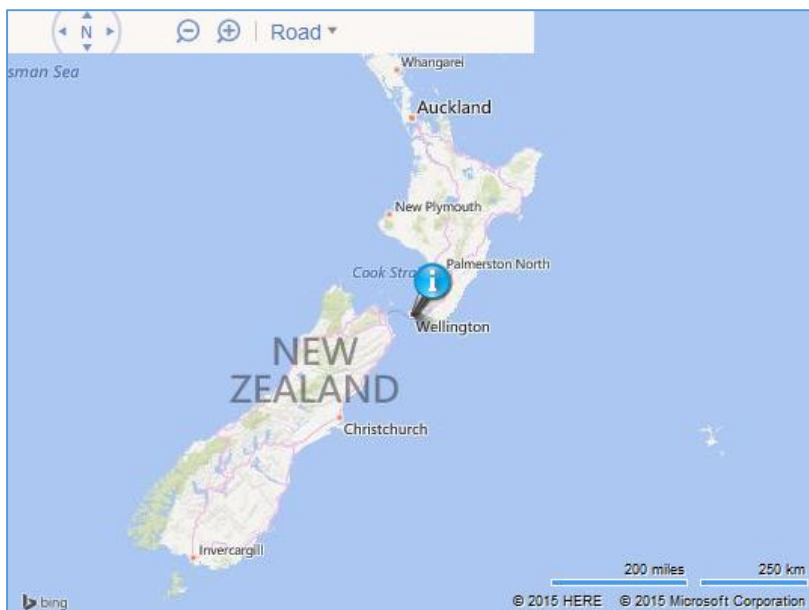 N
Road
sman Sea
Whangarei
Auckland
New Plymouth
Cook Stra
Palmerston North
i
Wellington
NEW
ZEALAND
Christchurch
Invercargill
200 miles 250 km
bing © 2015 HERE © 2015 Microsoft Corporation